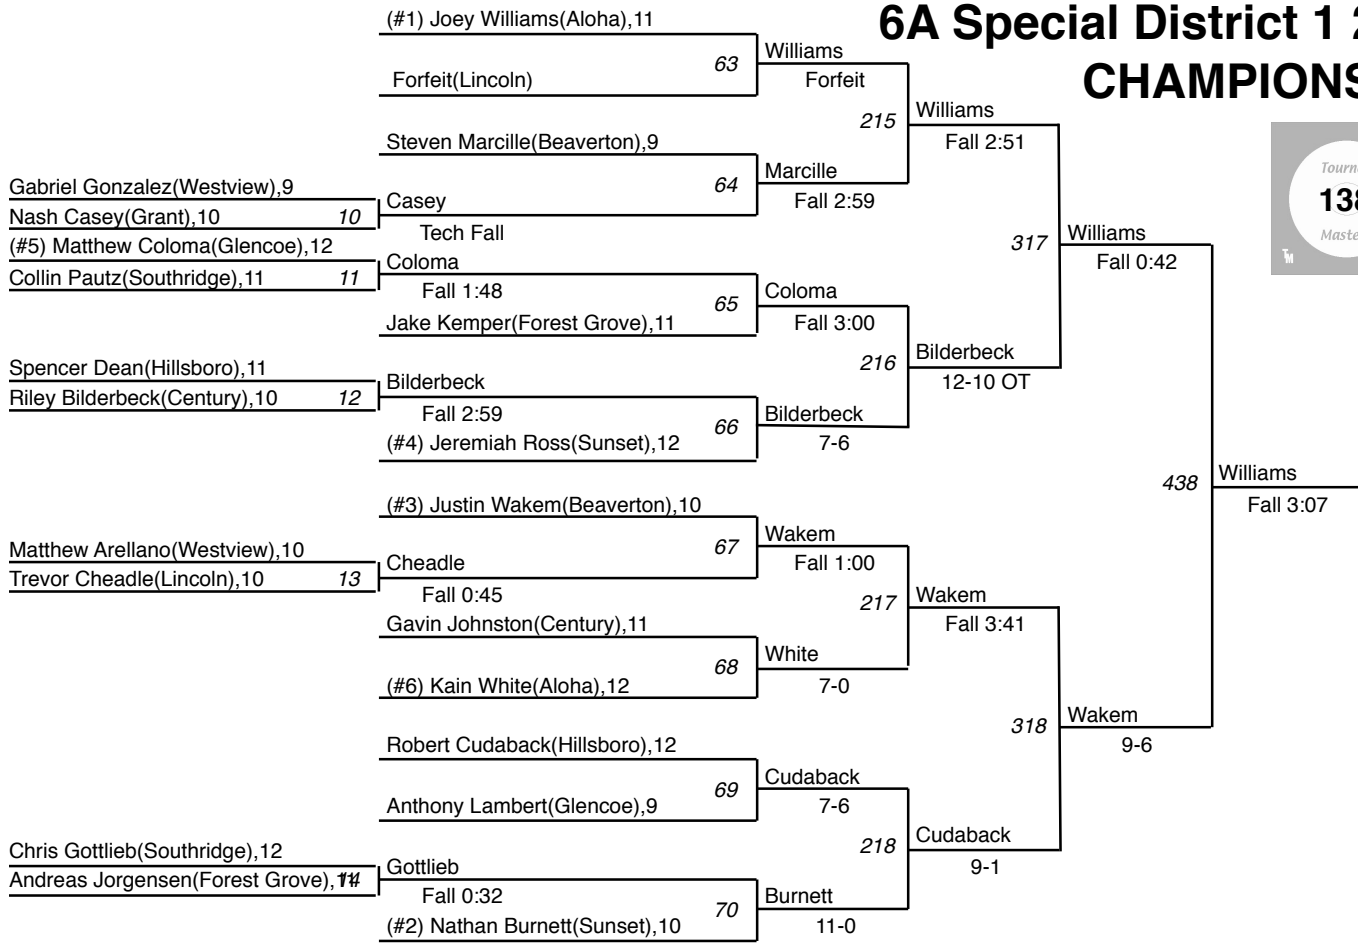 (#1) Joey Williams(Aloha),11
6A Special District 1
CHAMPIONS
63
Williams
Forfeit(Lincoln)
Forfeit
215
Williams
Steven Marcille(Beaverton),9
Fall 2:51
64
Marcille
Gabriel Gonzalez(Westview),9
Casey
Fall 2:59
Nash Casey(Grant),10
10
Tech Fall
317
Williams
(#5) Matthew Coloma(Glencoe),12
Coloma
Fall 0:42
Collin Pautz(Southridge),11
11
Fall 1:48
65
Coloma
Jake Kemper(Forest Grove),11
Fall 3:00
216
Bilderbeck
Spencer Dean(Hillsboro),11
Bilderbeck
12-10 OT
Riley Bilderbeck(Century),10
12
Fall 2:59
66
Bilderbeck
(#4) Jeremiah Ross(Sunset),12
7-6
438
Williams
Fall 3:07
(#3) Justin Wakem(Beaverton),10
67
Wakem
Matthew Arellano(Westview),10
Cheadle
Fall 1:00
Trevor Cheadle(Lincoln),10
13
Fall 0:45
217
Wakem
Gavin Johnston(Century),11
Fall 3:41
68
White
(#6) Kain White(Aloha),12
7-0
318
Wakem
9-6
Robert Cudaback(Hillsboro),12
69
Cudaback
Anthony Lambert(Glencoe),9
7-6
218
Cudaback
Chris Gottlieb(Southridge),12
Gottlieb
9-1
Andreas Jorgensen(Forest Grove),
14
Fall 0:32
70
Burnett
(#2) Nathan Burnett(Sunset),10
11-0
TM